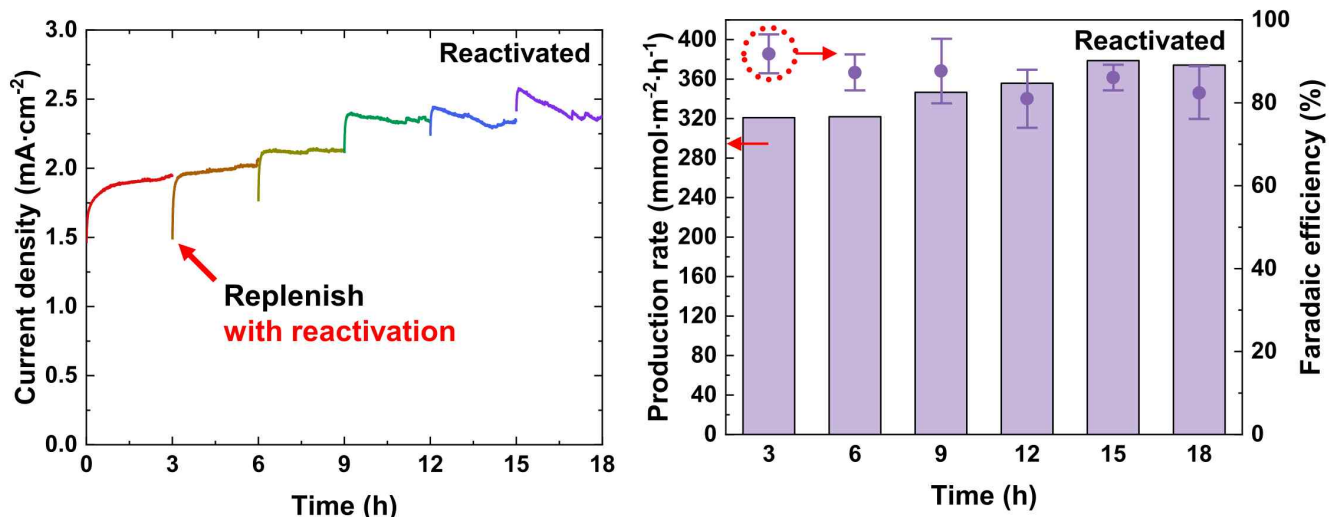 Reactivated
Current density (mA·cm⁻²)
3.0
2.5
2.0
1.5
1.0
0.5
0.0
Replenish
with reactivation
0 3 6 9 12 15 18
Time (h)
Reactivated
Production rate (mmol·m⁻²·h⁻¹)
400
360
320
280
240
200
160
120
80
40
0
100
80
60
40
20
0
Faradaic efficiency (%)
3 6 9 12 15 18
Time (h)